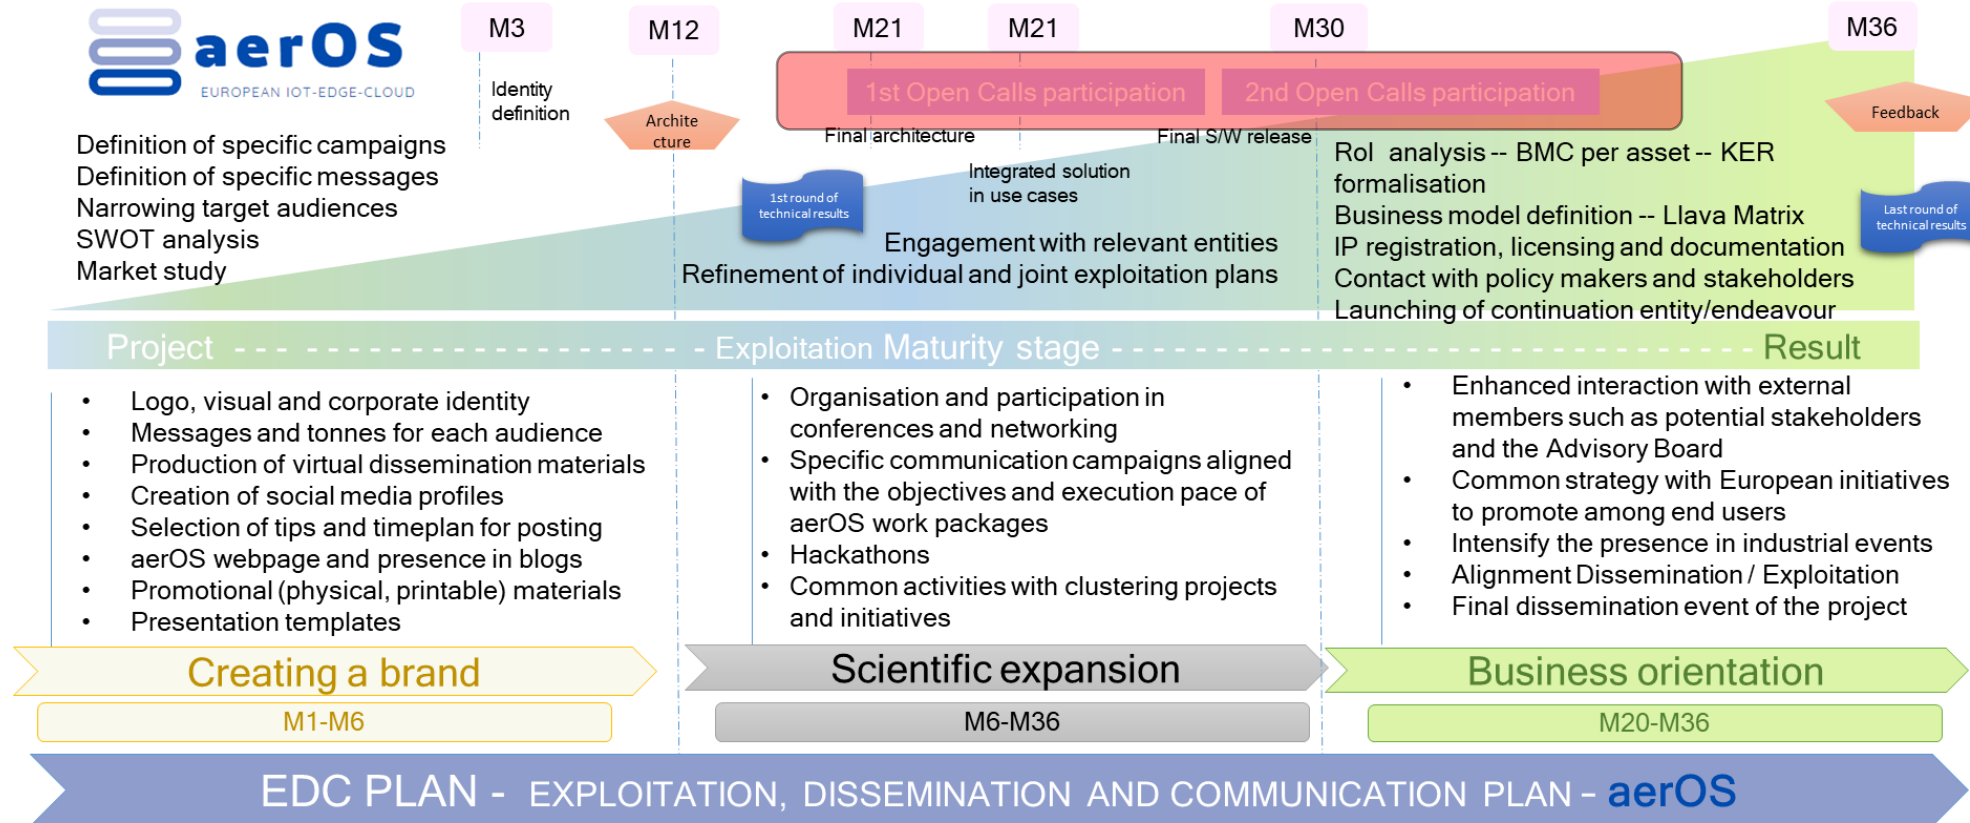 aerOS
EUROPEAN IOT-EDGE-CLOUD
M3
M12
M21
M21
M30
M36
Identity
definition
Archite
cture
1st Open Calls participation
2nd Open Calls participation
Final architecture
Final S/W release
Feedback
Definition of specific campaigns
Definition of specific messages
Narrowing target audiences
SWOT analysis
Market study
1st round of
technical results
Integrated solution
in use cases
Engagement with relevant entities
Refinement of individual and joint exploitation plans
RoI analysis -- BMC per asset -- KER
formalisation
Business model definition -- Llava Matrix
IP registration, licensing and documentation
Contact with policy makers and stakeholders
Launching of continuation entity/endeavour
Last round of
technical results
Project - - - - - - - - - - - - - - - - - - - - Exploitation Maturity stage - - - - - - - - - - - - - - - - - - - - - - - - - - - - Result
• Logo, visual and corporate identity
• Messages and tonnes for each audience
• Production of virtual dissemination materials
• Creation of social media profiles
• Selection of tips and timeplan for posting
• aerOS webpage and presence in blogs
• Promotional (physical, printable) materials
• Presentation templates
• Organisation and participation in
conferences and networking
• Specific communication campaigns aligned
with the objectives and execution pace of
aerOS work packages
• Hackathons
• Common activities with clustering projects
and initiatives
• Enhanced interaction with external
members such as potential stakeholders
and the Advisory Board
• Common strategy with European initiatives
to promote among end users
• Intensify the presence in industrial events
• Alignment Dissemination / Exploitation
• Final dissemination event of the project
Creating a brand
Scientific expansion
Business orientation
M1-M6
M6-M36
M20-M36
EDC PLAN - EXPLOITATION, DISSEMINATION AND COMMUNICATION PLAN – aerOS